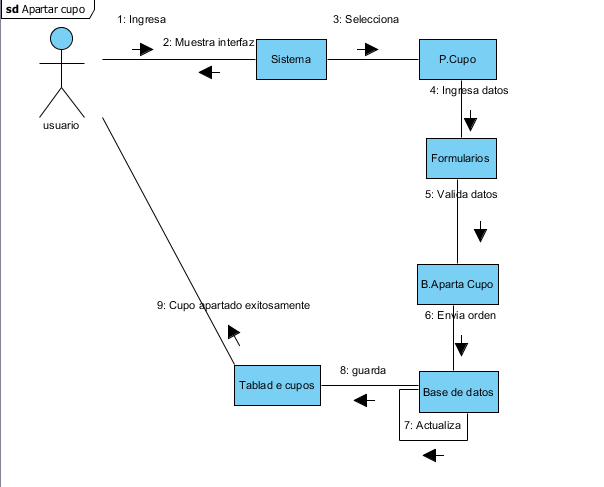 sd Apartar cupo
1: Ingresa
3: Selecciona
2: Muestra interfaz
Sistema
P.Cupo
4: Ingresa datos
usuario
Formularios
5: Valida datos
B.Aparta Cupo
9: Cupo apartado exitosamente
6: Envia orden
8: guarda
Tablad e cupos
Base de datos
7: Actualiza